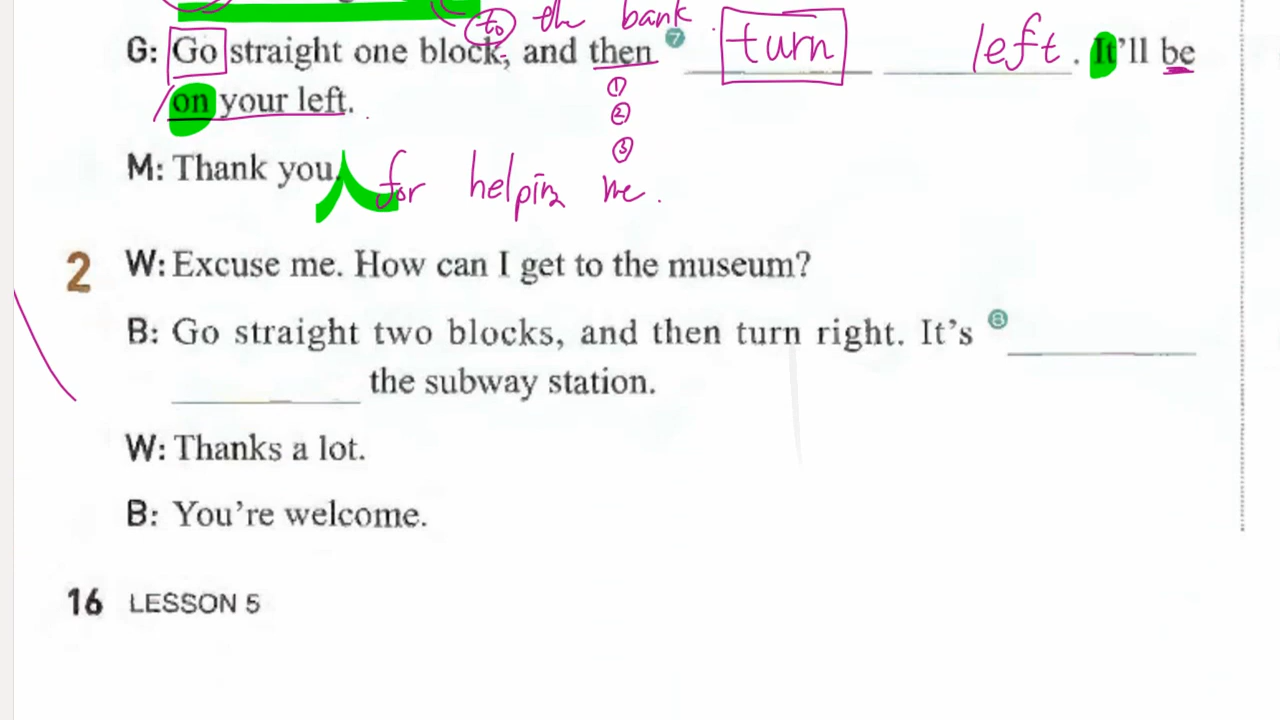 to the bank
G: Go straight one block, and then 7 turn left. It'll be
on your left.
①
②
③
M: Thank you. for helping me.
2 W: Excuse me. How can I get to the museum?
B: Go straight two blocks, and then turn right. It's 8
the subway station.
W: Thanks a lot.
B: You're welcome.
16 LESSON 5